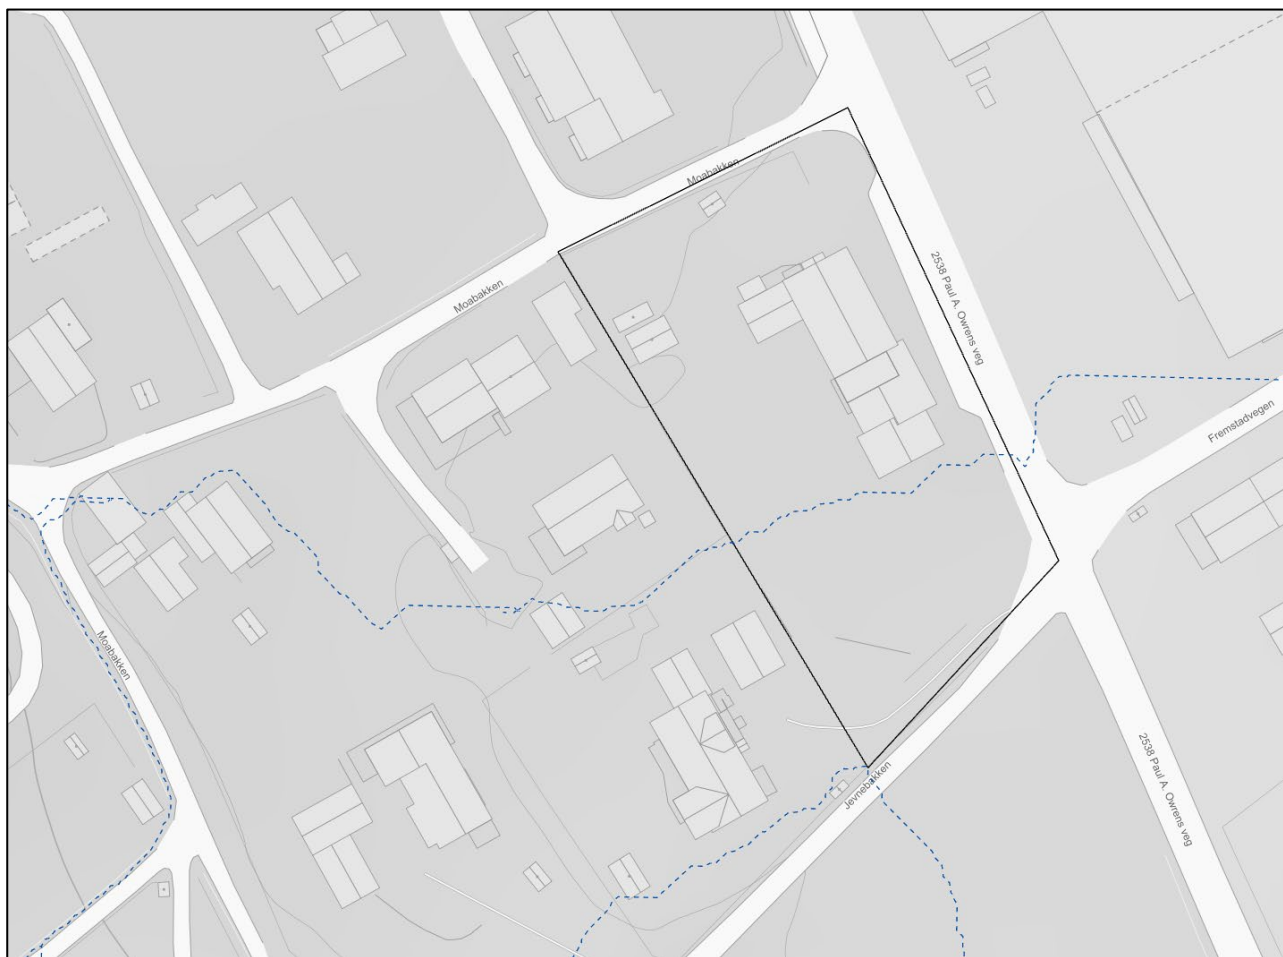 Moabakken
Moabakken
2538 Paul A. Owrens veg
Fremstadvegen
Moabakken
Jevnebakken
2538 Paul A. Owrens veg